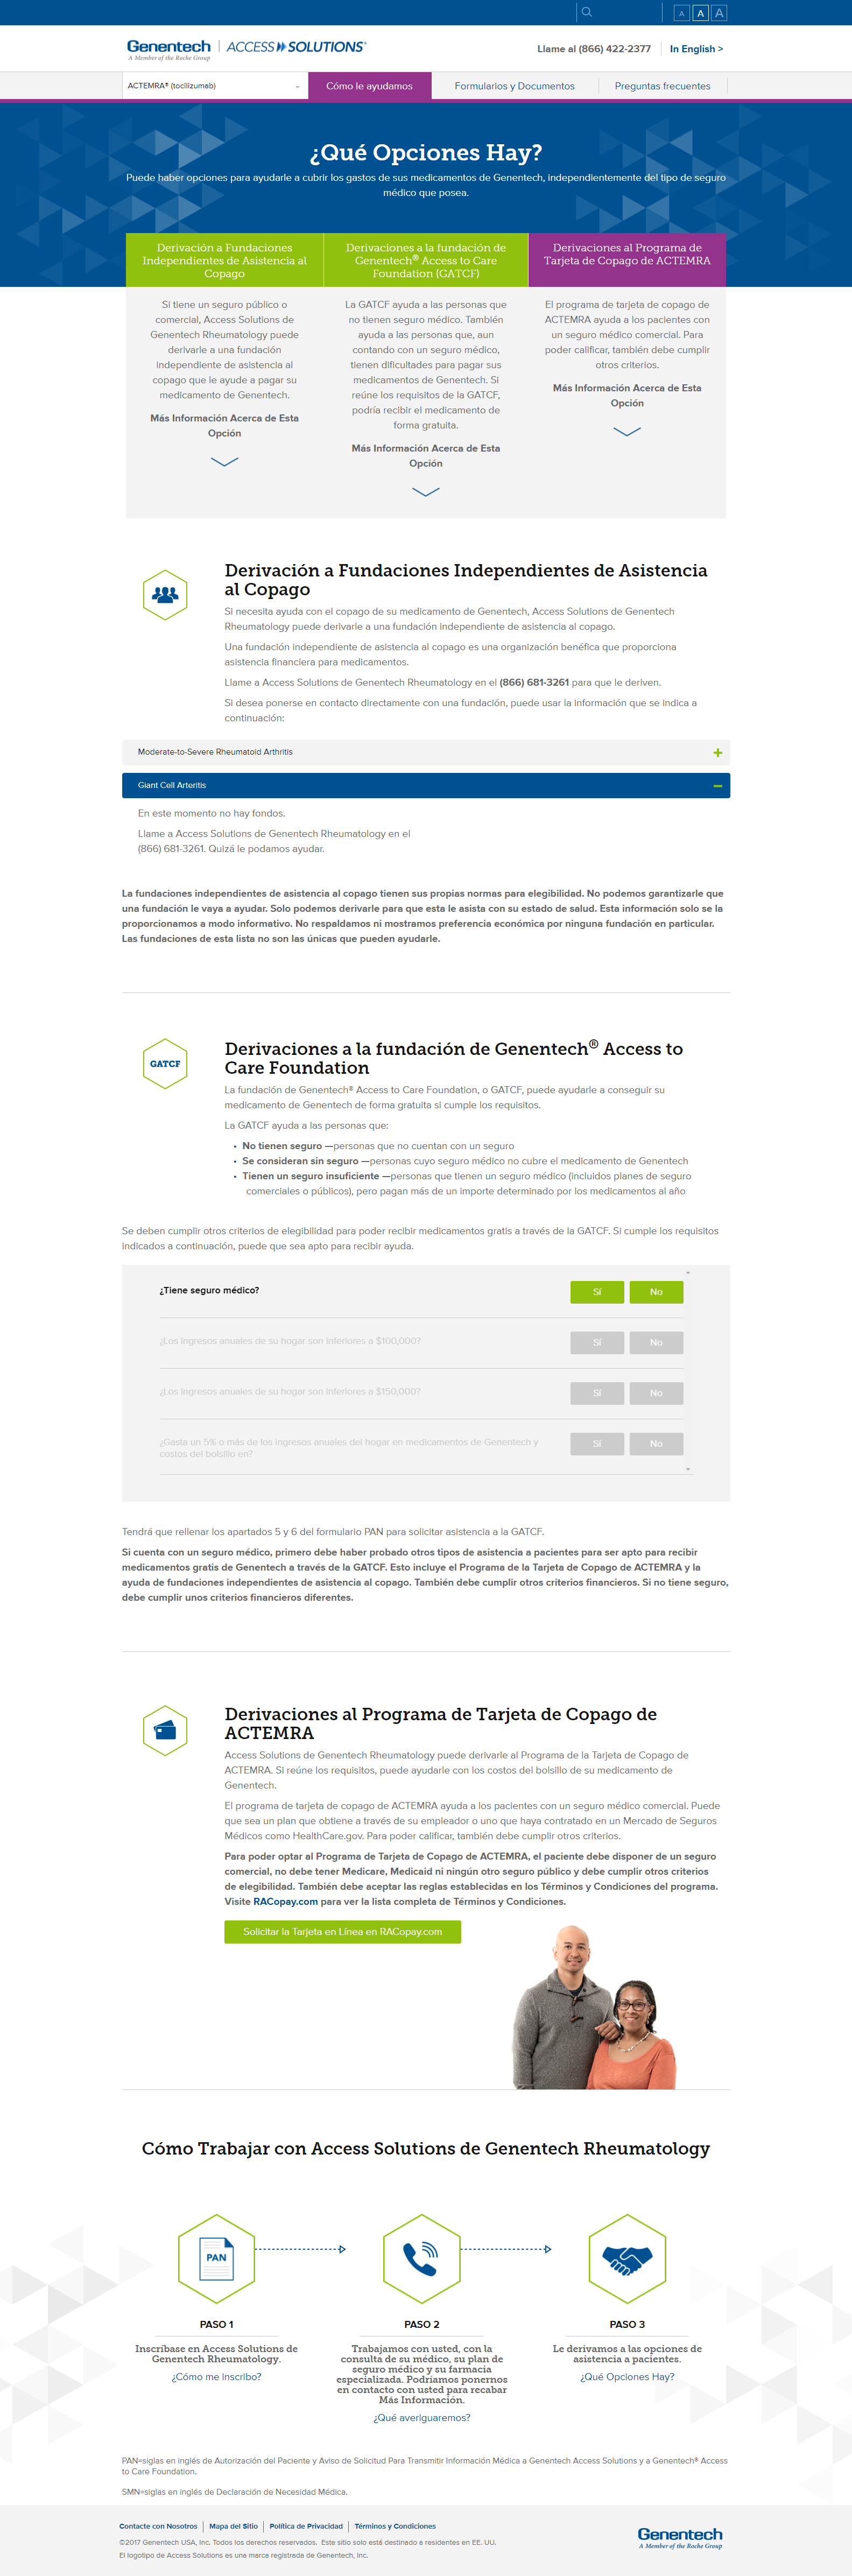 A A A
Genentech
A Member of the Roche Group
ACCESS SOLUTIONS®
Llame al (866) 422-2377
In English >
ACTEMRA® (tocilizumab)
Cómo le ayudamos
Formularios y Documentos
Preguntas frecuentes
¿Qué Opciones Hay?
Puede haber opciones para ayudarle a cubrir los gastos de sus medicamentos de Genentech, independientemente del tipo de seguro
médico que posea.
Derivación a Fundaciones
Independientes de Asistencia al
Copago
Si tiene un seguro público o
comercial, Access Solutions de
Genentech Rheumatology puede
derivarle a una fundación
independiente de asistencia al
copago que le ayude a pagar su
medicamento de Genentech.
Más Información Acerca de Esta
Opción
Derivaciones a la fundación de
Genentech® Access to Care
Foundation (GATCF)
La GATCF ayuda a las personas que
no tienen seguro médico. También
ayuda a las personas que, aun
contando con un seguro médico,
tienen dificultades para pagar sus
medicamentos de Genentech. Si
reúne los requisitos de la GATCF,
podría recibir el medicamento de
forma gratuita.
Más Información Acerca de Esta
Opción
Derivaciones al Programa de
Tarjeta de Copago de ACTEMRA
El programa de tarjeta de copago de
ACTEMRA ayuda a los pacientes con
un seguro médico comercial. Para
poder calificar, también debe cumplir
otros criterios.
Más Información Acerca de Esta
Opción
Derivación a Fundaciones Independientes de Asistencia
al Copago
Si necesita ayuda con el copago de su medicamento de Genentech, Access Solutions de Genentech
Rheumatology puede derivarle a una fundación independiente de asistencia al copago.
Una fundación independiente de asistencia al copago es una organización benéfica que proporciona
asistencia financiera para medicamentos.
Llame a Access Solutions de Genentech Rheumatology en el (866) 681-3261 para que le deriven.
Si desea ponerse en contacto directamente con una fundación, puede usar la información que se indica a
continuación:
Moderate-to-Severe Rheumatoid Arthritis
Giant Cell Arteritis
En este momento no hay fondos.
Llame a Access Solutions de Genentech Rheumatology en el
(866) 681-3261. Quizá le podamos ayudar.
La fundaciones independientes de asistencia al copago tienen sus propias normas para elegibilidad. No podemos garantizarle que
una fundación le vaya a ayudar. Solo podemos derivarle para que esta le asista con su estado de salud. Esta información solo se la
proporcionamos a modo informativo. No respaldamos ni mostramos preferencia económica por ninguna fundación en particular.
Las fundaciones de esta lista no son las únicas que pueden ayudarle.
GATCF
Derivaciones a la fundación de Genentech® Access to
Care Foundation
La fundación de Genentech® Access to Care Foundation, o GATCF, puede ayudarle a conseguir su
medicamento de Genentech de forma gratuita si cumple los requisitos.
La GATCF ayuda a las personas que:
• No tienen seguro —personas que no cuentan con un seguro
• Se consideran sin seguro —personas cuyo seguro médico no cubre el medicamento de Genentech
• Tienen un seguro insuficiente —personas que tienen un seguro médico (incluidos planes de seguro
comerciales o públicos), pero pagan más de un importe determinado por los medicamentos al año
Se deben cumplir otros criterios de elegibilidad para poder recibir medicamentos gratis a través de la GATCF. Si cumple los requisitos
indicados a continuación, puede que sea apto para recibir ayuda.
¿Tiene seguro médico? Sí No
¿Los ingresos anuales de su hogar son inferiores a $100,000? Sí No
¿Los ingresos anuales de su hogar son inferiores a $150,000? Sí No
¿Gasta un 5% o más de los ingresos anuales del hogar en medicamentos de Genentech y
costos del bolsillo en? Sí No
Tendrá que rellenar los apartados 5 y 6 del formulario PAN para solicitar asistencia a la GATCF.
Si cuenta con un seguro médico, primero debe haber probado otros tipos de asistencia a pacientes para ser apto para recibir
medicamentos gratis de Genentech a través de la GATCF. Esto incluye el Programa de la Tarjeta de Copago de ACTEMRA y la
ayuda de fundaciones independientes de asistencia al copago. También debe cumplir otros criterios financieros. Si no tiene seguro,
debe cumplir unos criterios financieros diferentes.
Derivaciones al Programa de Tarjeta de Copago de
ACTEMRA
Access Solutions de Genentech Rheumatology puede derivarle al Programa de la Tarjeta de Copago de
ACTEMRA. Si reúne los requisitos, puede ayudarle con los costos del bolsillo de su medicamento de
Genentech.
El programa de tarjeta de copago de ACTEMRA ayuda a los pacientes con un seguro médico comercial. Puede
que sea un plan que obtiene a través de su empleador o uno que haya contratado en un Mercado de Seguros
Médicos como HealthCare.gov. Para poder calificar, también debe cumplir otros criterios.
Para poder optar al Programa de Tarjeta de Copago de ACTEMRA, el paciente debe disponer de un seguro
comercial, no debe tener Medicare, Medicaid ni ningún otro seguro público y debe cumplir otros criterios
de elegibilidad. También debe aceptar las reglas establecidas en los Términos y Condiciones del programa.
Visite RACopay.com para ver la lista completa de Términos y Condiciones.
Solicitar la Tarjeta en Línea en RACopay.com
Cómo Trabajar con Access Solutions de Genentech Rheumatology
PAN
PASO 1
Inscríbase en Access Solutions de
Genentech Rheumatology.
¿Cómo me inscribo?
PASO 2
Trabajamos con usted, con la
consulta de su médico, su plan de
seguro médico y su farmacia
especializada. Podríamos ponernos
en contacto con usted para recabar
Más Información.
¿Qué averiguaremos?
PASO 3
Le derivamos a las opciones de
asistencia a pacientes.
¿Qué Opciones Hay?
PAN=siglas en inglés de Autorización del Paciente y Aviso de Solicitud Para Transmitir Información Médica a Genentech Access Solutions y a Genentech® Access
to Care Foundation.
SMN=siglas en inglés de Declaración de Necesidad Médica.
Contacte con Nosotros
Mapa del Sitio
Política de Privacidad
Términos y Condiciones
©2017 Genentech USA, Inc. Todos los derechos reservados. Este sitio solo está destinado a residentes en EE. UU.
El logotipo de Access Solutions es una marca registrada de Genentech, Inc.
Genentech
A Member of the Roche Group